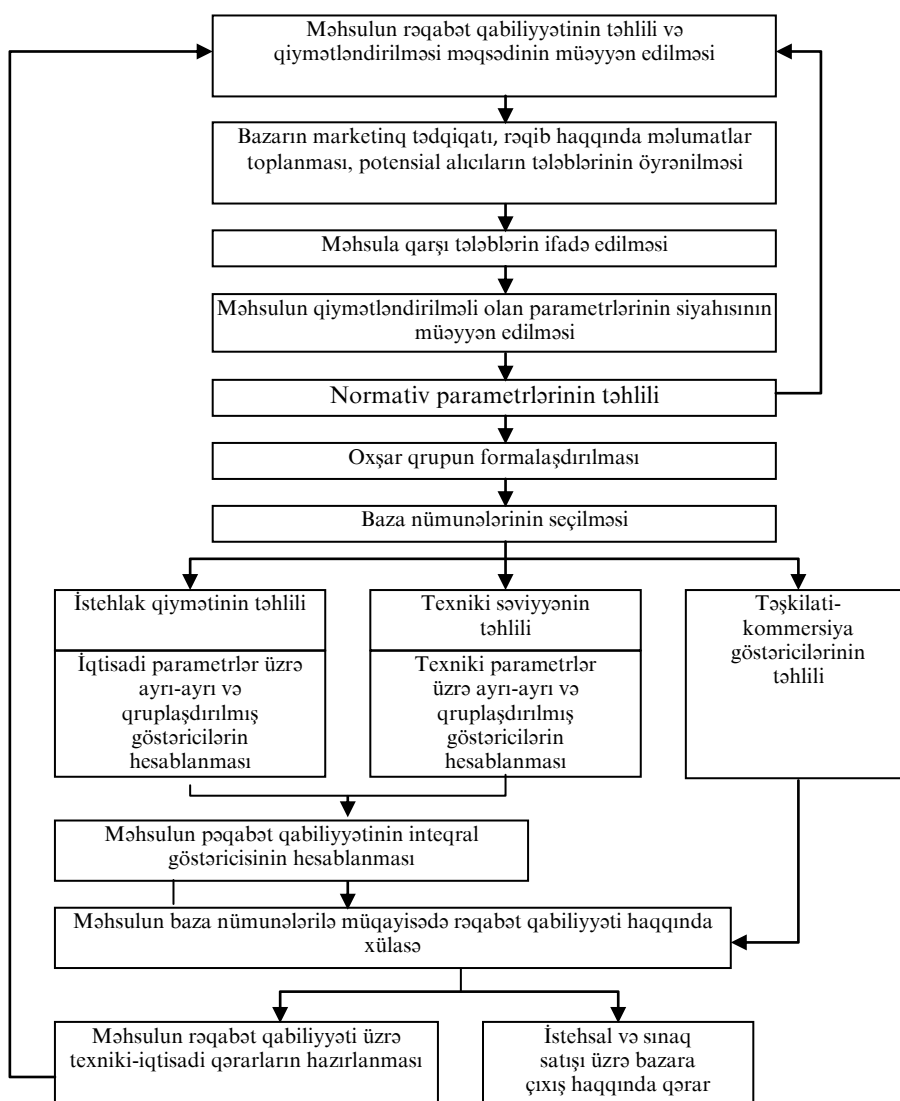 Məhsulun rəqabət qabiliyyətinin təhlili və
qiymətləndirilməsi məqsədinin müəyyən edilməsi
Bazarın marketinq tədqiqatı, rəqib haqqında məlumatlar
toplanması, potensial alıcıların tələblərinin öyrənilməsi
Məhsula qarşı tələblərin ifadə edilməsi
Məhsulun qiymətləndirilməli olan parametrlərinin siyahısının
müəyyən edilməsi
Normativ parametrlərinin təhlili
Oxşar qrupun formalaşdırılması
Baza nümunələrinin seçilməsi
İstehlak qiymətinin təhlili
İqtisadi parametrlər üzrə
ayrı-ayrı və
qruplaşdırılmış
göstəricilərin
hesablanması
Texniki səviyyənin
təhlili
Texniki parametrlər
üzrə ayrı-ayrı və
qruplaşdırılmış
göstəricilərin
hesablanması
Təşkilati-
kommersiya
göstəricilərinin
təhlili
Məhsulun pəqabət qabiliyyətinin inteqral
göstəricisinin hesablanması
Məhsulun baza nümunələrilə müqayisədə rəqabət qabiliyyəti haqqında
xülasə
Məhsulun rəqabət qabiliyyəti üzrə
texniki-iqtisadi qərarların hazırlanması
İstehsal və sınaq
satışı üzrə bazara
çıxış haqqında qərar